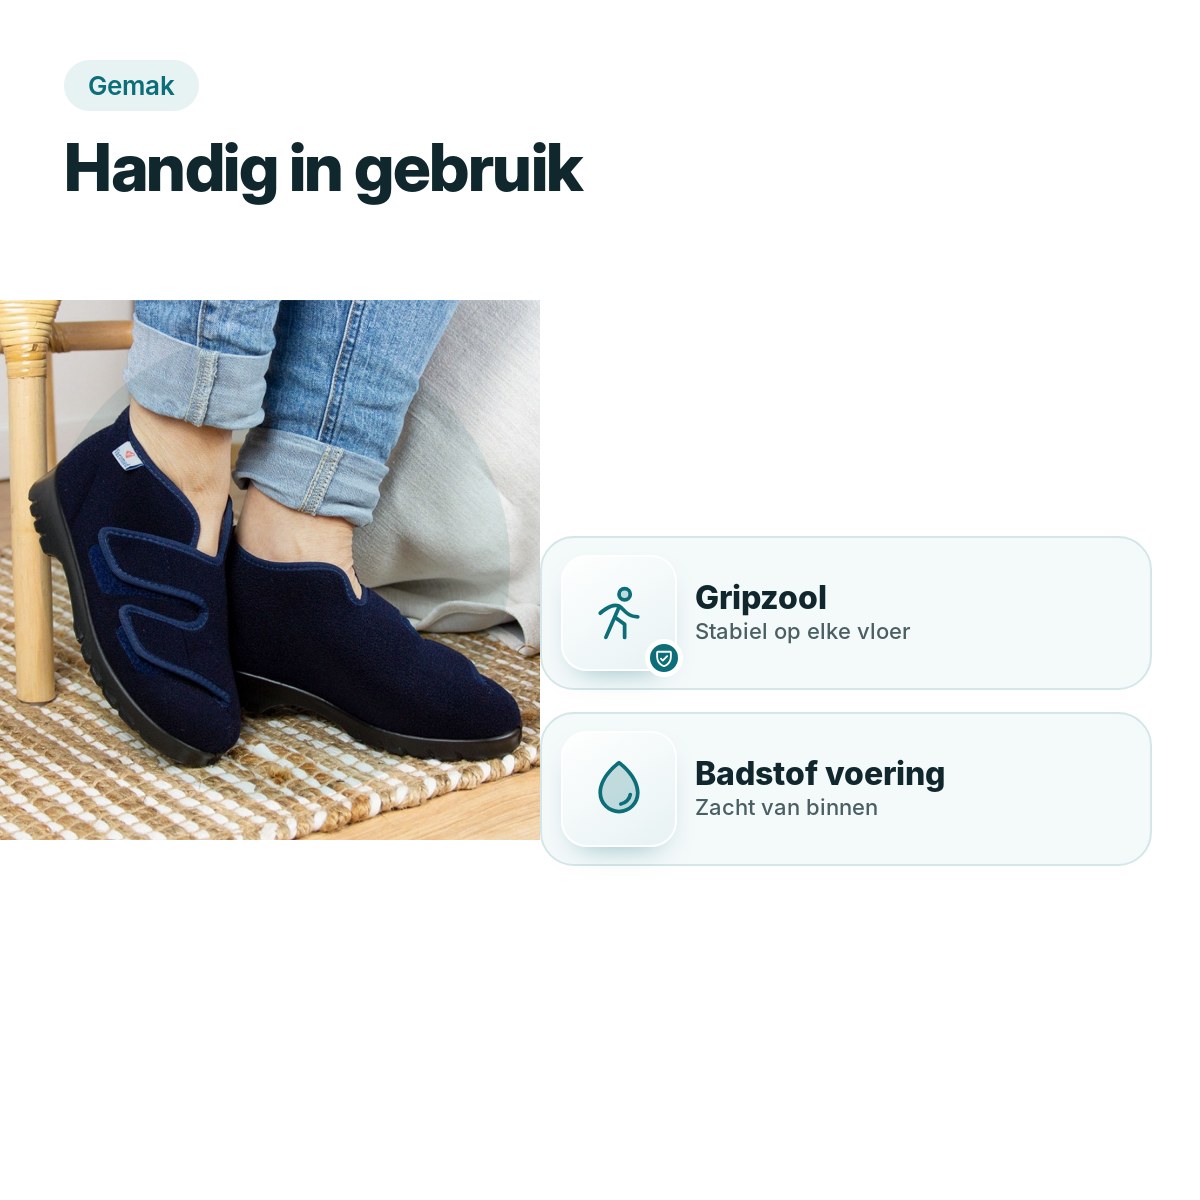 Gemak
Handig in gebruik
Gripzool
Stabiel op elke vloer
Badstof voering
Zacht van binnen